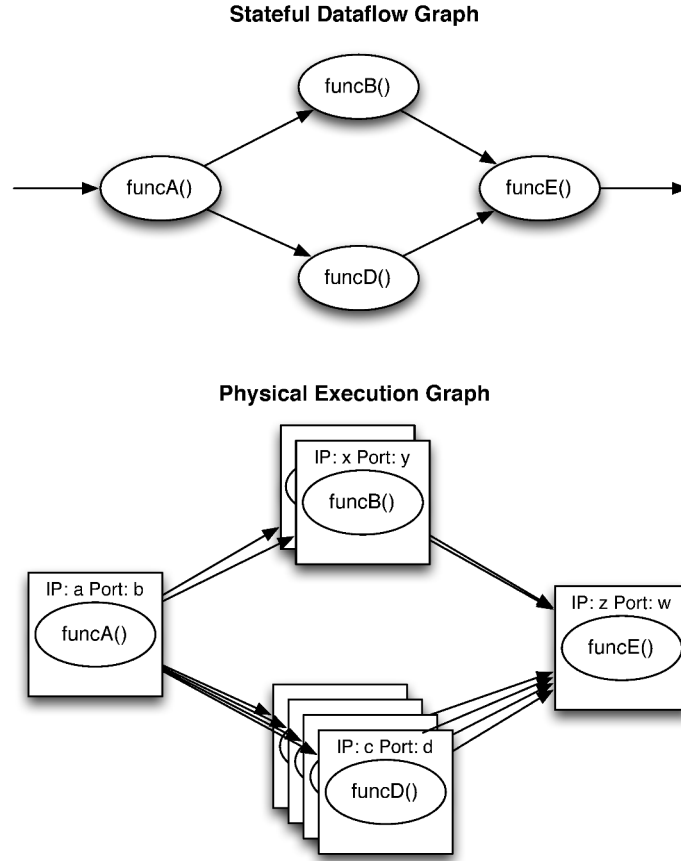 Stateful Dataflow Graph
funcB()
funcA()
funcE()
funcD()
Physical Execution Graph
IP: x Port: y
funcB()
IP: a Port: b
funcA()
IP: z Port: w
funcE()
IP: c Port: d
funcD()